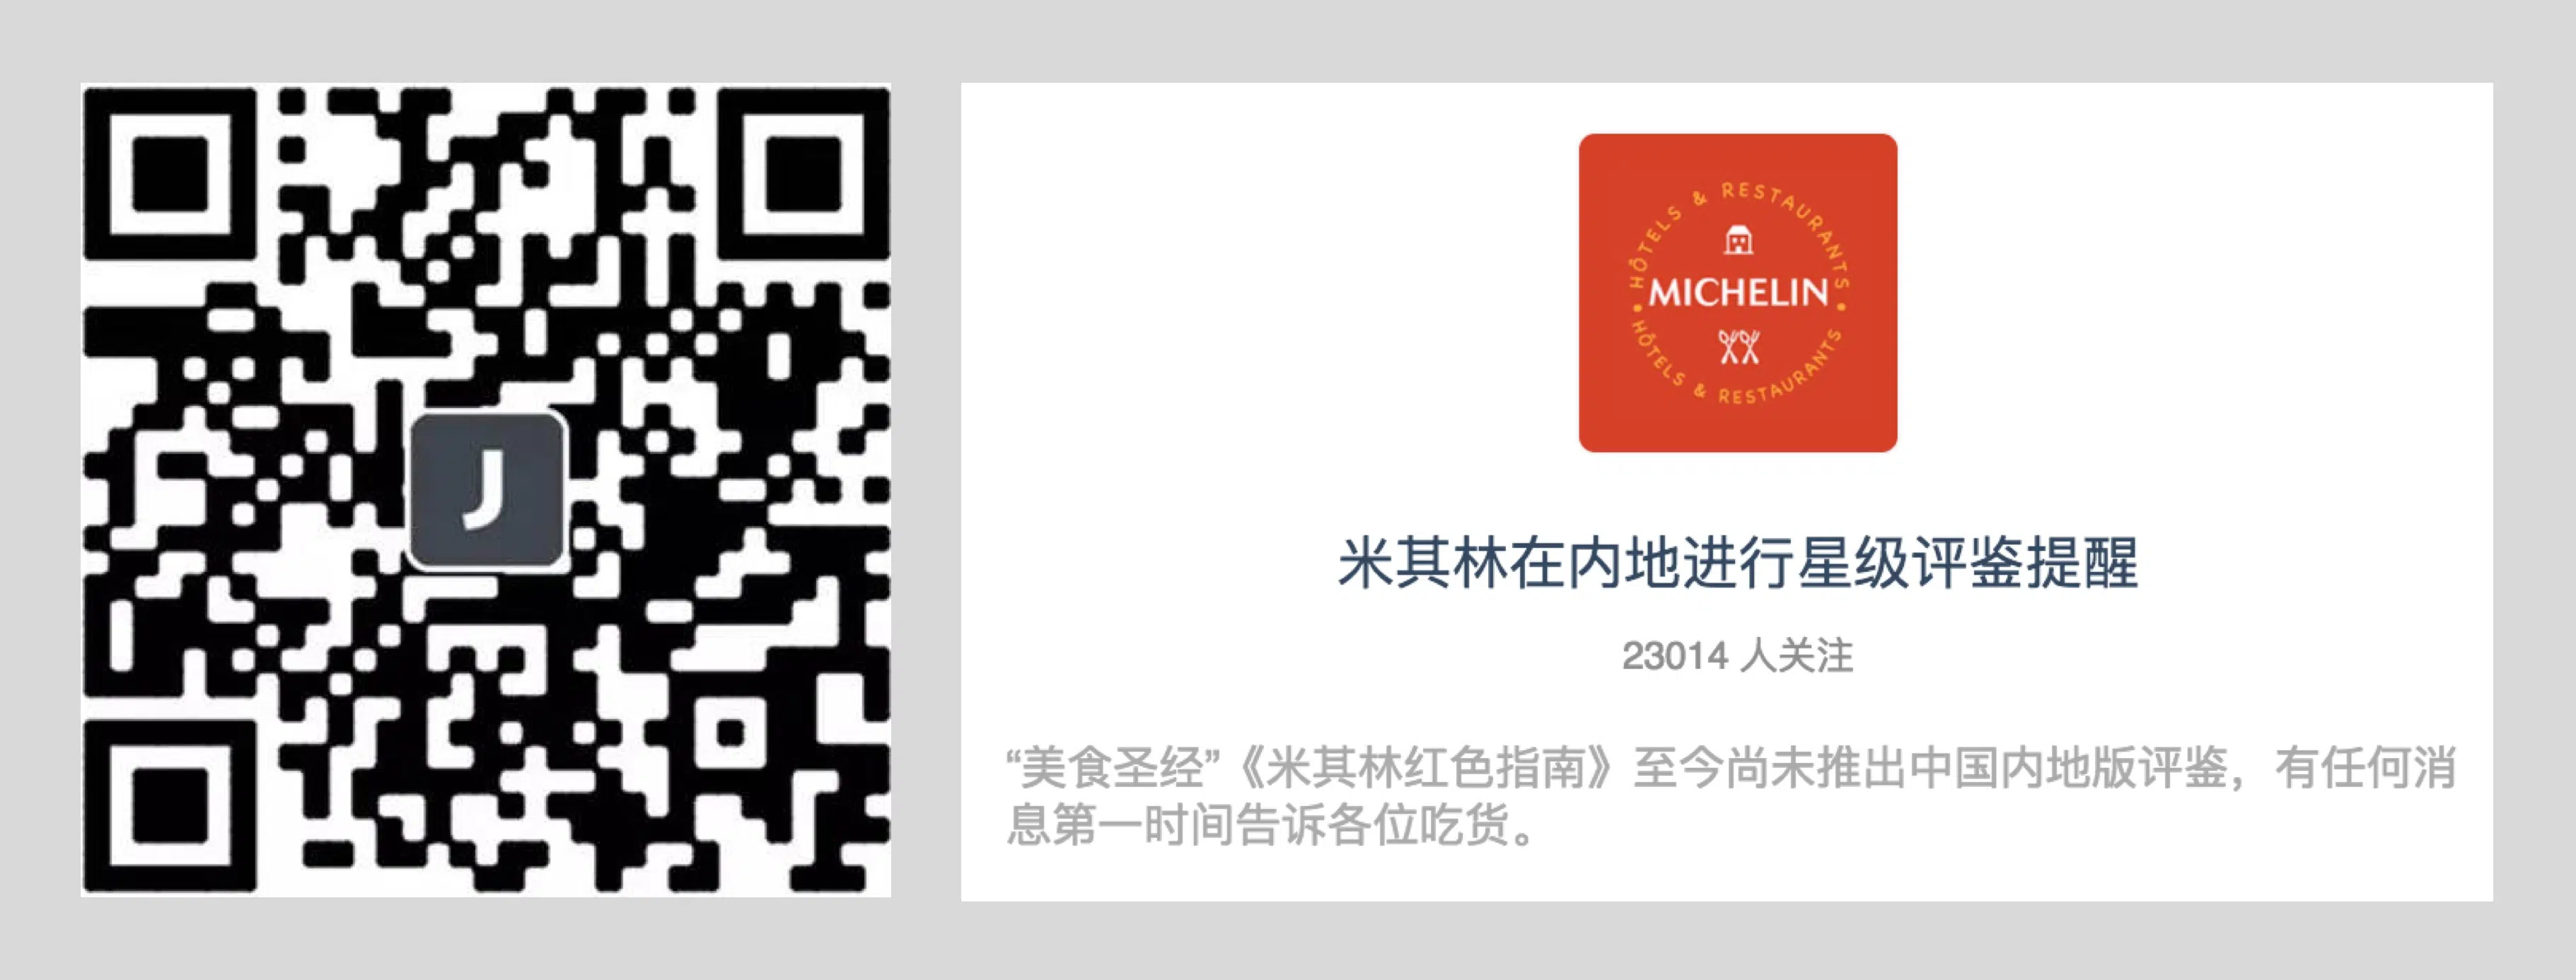 J
HÔTELS & RESTAURANTS
MICHELIN
HÔTELS & RESTAURANTS
米其林在内地进行星级评鉴提醒
23014 人关注
“美食圣经”《米其林红色指南》至今尚未推出中国内地版评鉴，有任何消
息第一时间告诉各位吃货。